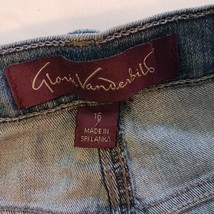 Gloria Vanderbilt
16
MADE IN
SRI LANKA